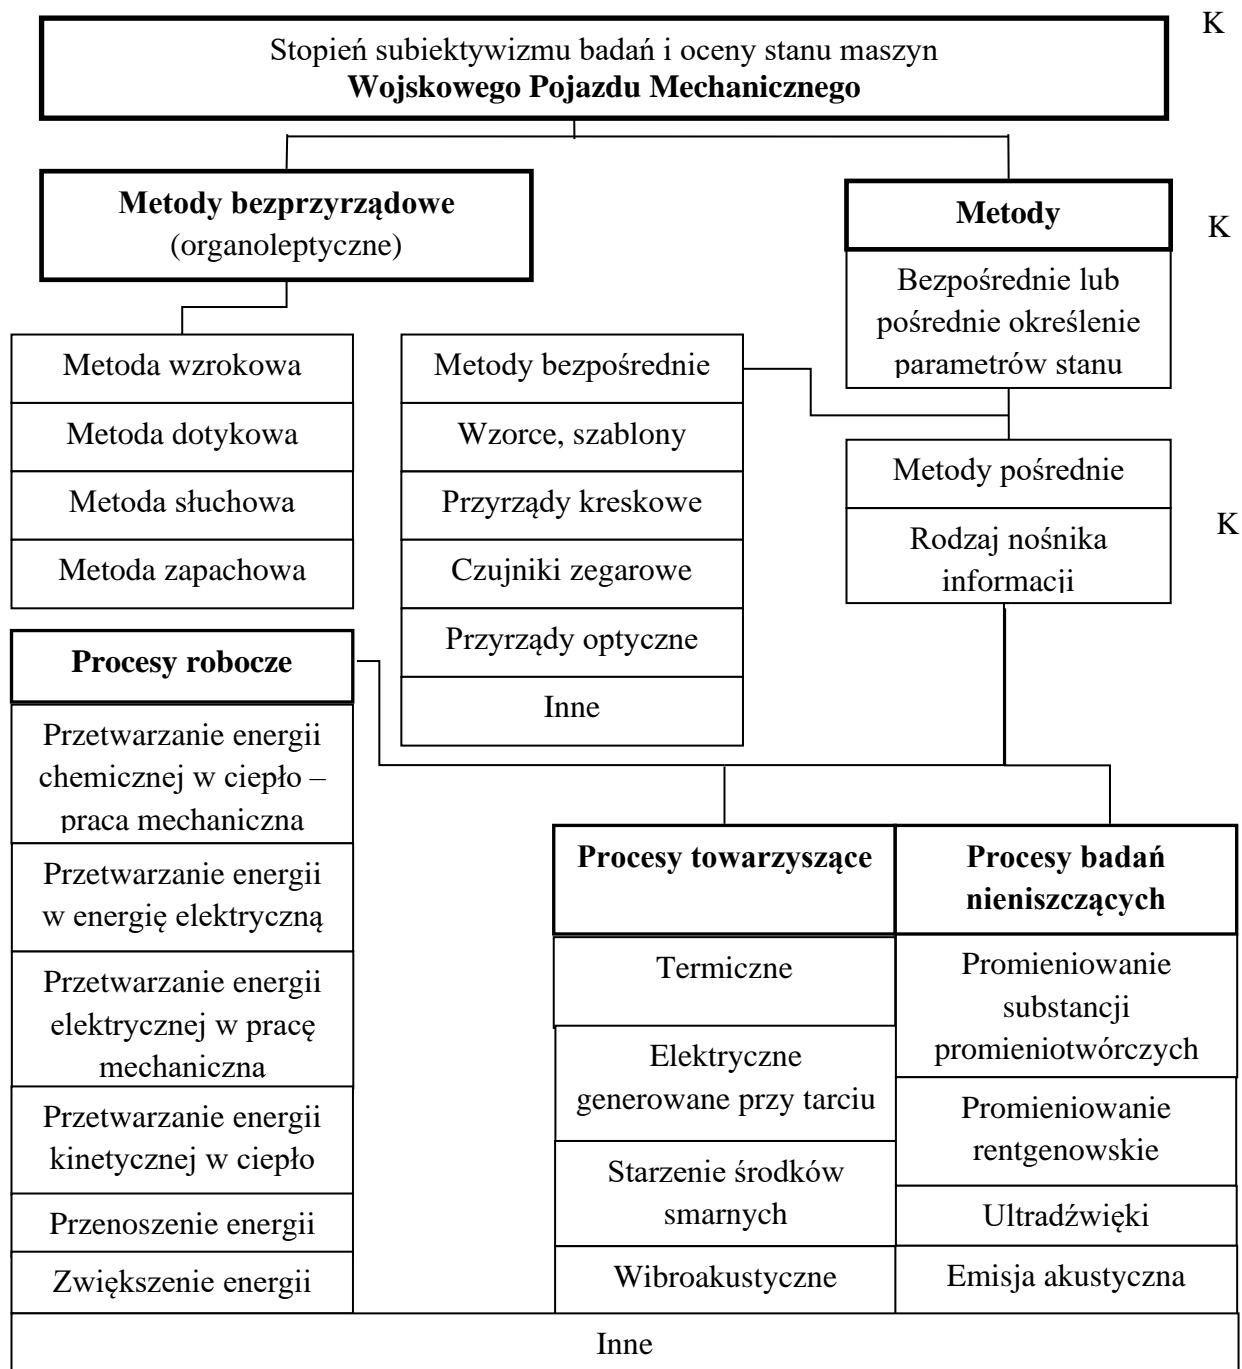 K
Stopień subiektywizmu badań i oceny stanu maszyn
Wojskowego Pojazdu Mechanicznego
Metody bezprzyrządowe
(organoleptyczne)
Metody
K
Bezpośrednie lub
pośrednie określenie
parametrów stanu
Metoda wzrokowa
Metoda dotykowa
Metoda słuchowa
Metoda zapachowa
Metody bezpośrednie
Wzorce, szablony
Przyrządy kreskowe
Czujniki zegarowe
Przyrządy optyczne
Inne
Metody pośrednie
Rodzaj nośnika
informacji
K
Procesy robocze
Przetwarzanie energii
chemicznej w ciepło –
praca mechaniczna
Przetwarzanie energii
w energię elektryczną
Przetwarzanie energii
elektrycznej w pracę
mechaniczna
Przetwarzanie energii
kinetycznej w ciepło
Przenoszenie energii
Zwiększenie energii
Procesy towarzyszące
Termiczne
Elektryczne
generowane przy tarciu
Starzenie środków
smarnych
Wibroakustyczne
Procesy badań
nieniszczących
Promieniowanie
substancji
promieniotwórczych
Promieniowanie
rentgenowskie
Ultradźwięki
Emisja akustyczna
Inne